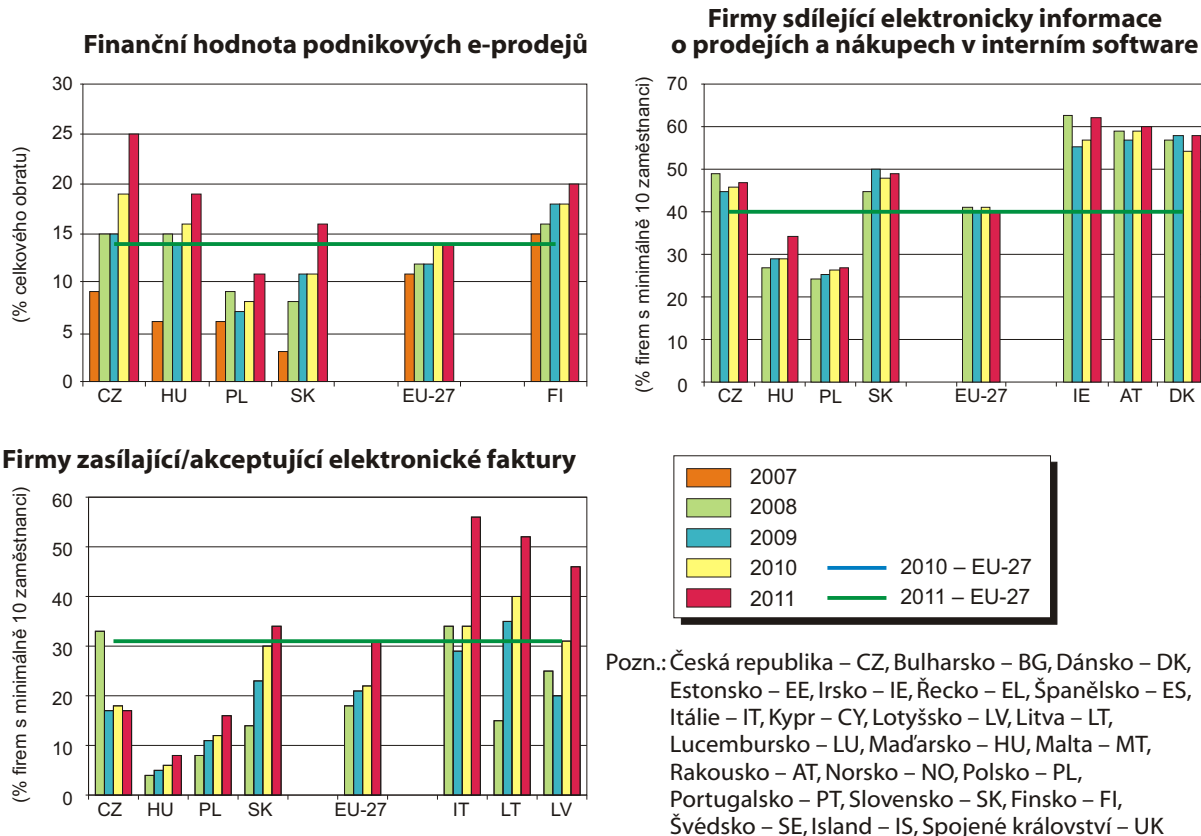 Finanční hodnota podnikových e-prodejů
(% celkového obratu)
30
25
20
15
10
5
0
CZ HU PL SK EU-27 FI
Firmy sdílející elektronicky informace
o prodejích a nákupech v interním software
(% firem s minimálně 10 zaměstnanci)
70
60
50
40
30
20
10
0
CZ HU PL SK EU-27 IE AT DK
Firmy zasílající/akceptující elektronické faktury
(% firem s minimálně 10 zaměstnanci)
60
50
40
30
20
10
0
CZ HU PL SK EU-27 IT LT LV
2007
2008
2009
2010 2010 – EU-27
2011 2011 – EU-27
Pozn.: Česká republika – CZ, Bulharsko – BG, Dánsko – DK,
Estonsko – EE, Irsko – IE, Řecko – EL, Španělsko – ES,
Itálie – IT, Kypr – CY, Lotyšsko – LV, Litva – LT,
Lucembursko – LU, Maďarsko – HU, Malta – MT,
Rakousko – AT, Norsko – NO, Polsko – PL,
Portugalsko – PT, Slovensko – SK, Finsko – FI,
Švédsko – SE, Island – IS, Spojené království – UK